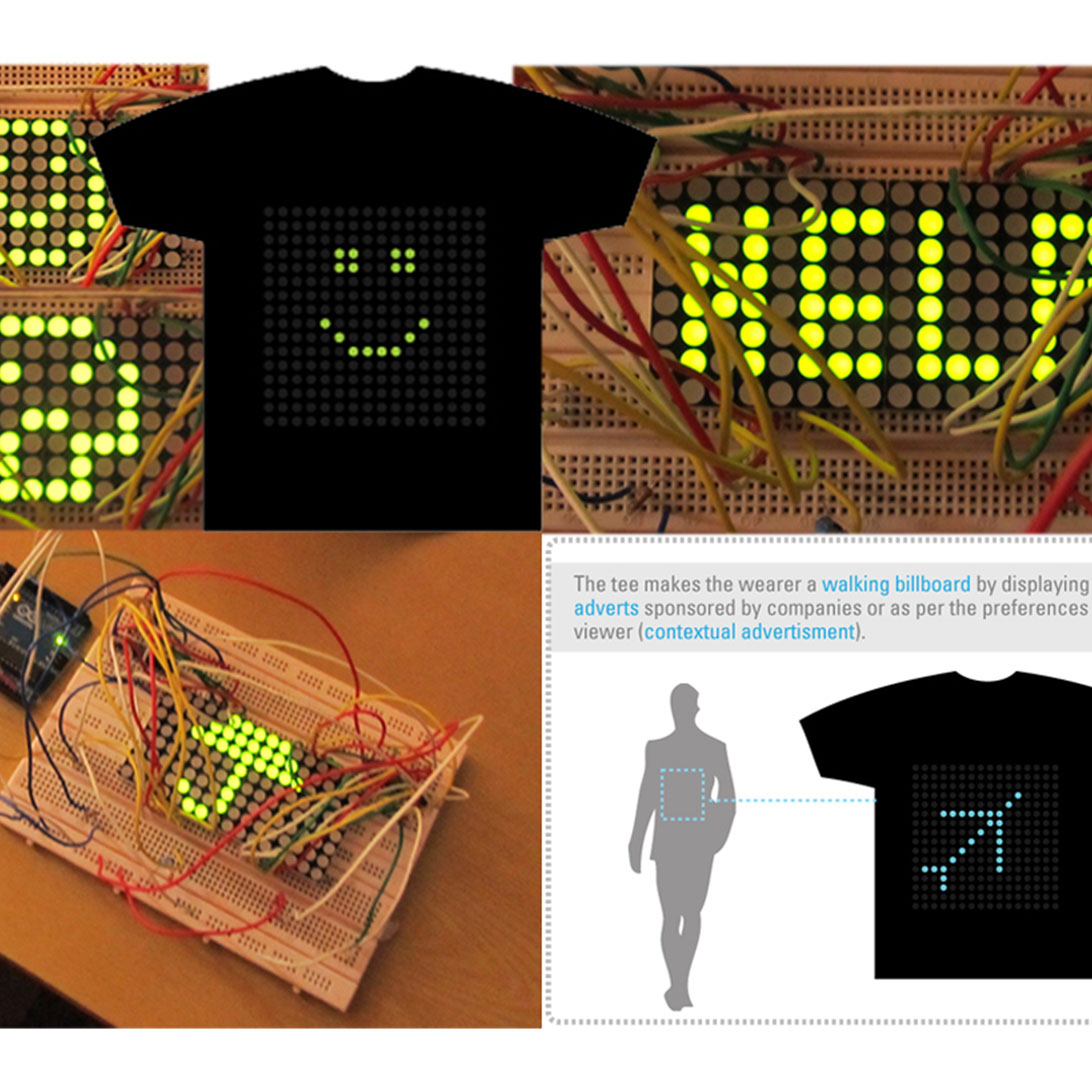 HELP
The tee makes the wearer a walking billboard by displaying
adverts sponsored by companies or as per the preferences
viewer (contextual advertisment).